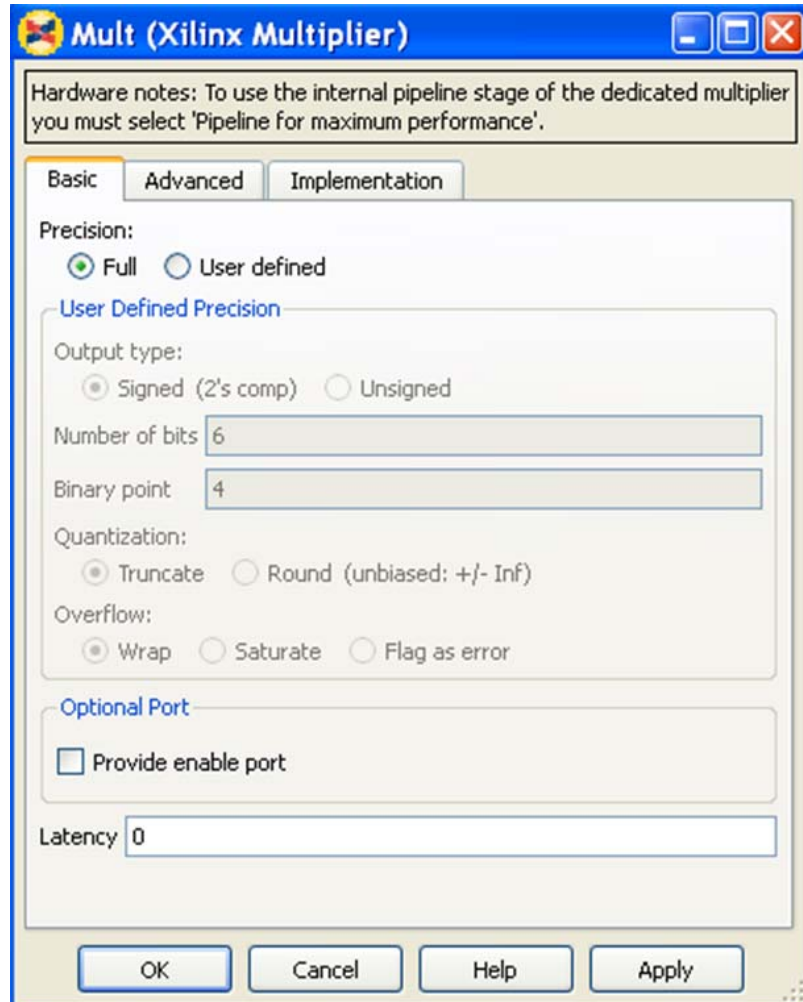 Mult (Xilinx Multiplier)
Hardware notes: To use the internal pipeline stage of the dedicated multiplier
you must select 'Pipeline for maximum performance'.
Basic Advanced Implementation
Precision:
Full User defined
User Defined Precision
Output type:
Signed (2's comp) Unsigned
Number of bits 6
Binary point 4
Quantization:
Truncate Round (unbiased: +/- Inf)
Overflow:
Wrap Saturate Flag as error
Optional Port
Provide enable port
Latency 0
OK Cancel Help Apply